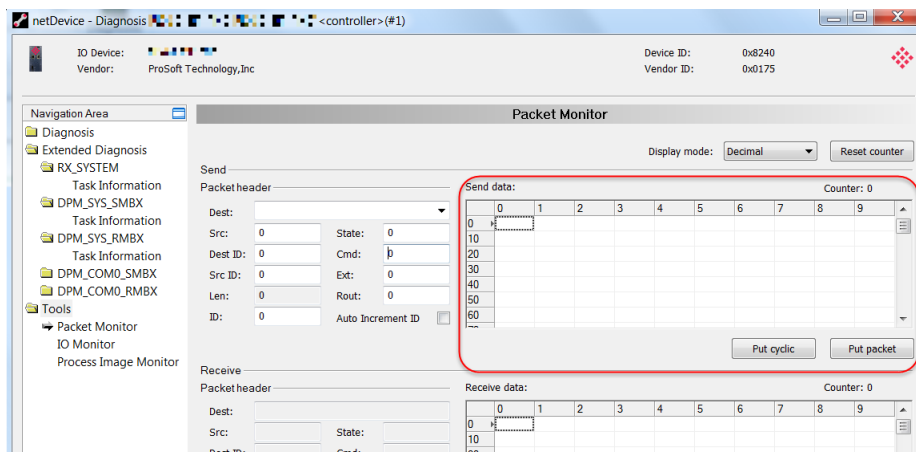 netDevice - Diagnosis <controller>(#1)
IO Device: Device ID: 0x8240
Vendor: ProSoft Technology,Inc Vendor ID: 0x0175
Navigation Area
Packet Monitor
Diagnosis
Extended Diagnosis
RX_SYSTEM
Task Information
DPM_SYS_SMBX
Task Information
DPM_SYS_RMBX
Task Information
DPM_COM0_SMBX
DPM_COM0_RMBX
Tools
Packet Monitor
IO Monitor
Process Image Monitor
Display mode: Decimal Reset counter
Send
Packet header
Dest:
Src: 0 State: 0
Dest ID: 0 Cmd: 0
Src ID: 0 Ext: 0
Len: 0 Rout: 0
ID: 0 Auto Increment ID
Send data: Counter: 0
0 1 2 3 4 5 6 7 8 9
0
10
20
30
40
50
60
Put cyclic Put packet
Receive
Packet header
Dest:
Src: State:
Receive data: Counter: 0
0 1 2 3 4 5 6 7 8 9
0
10